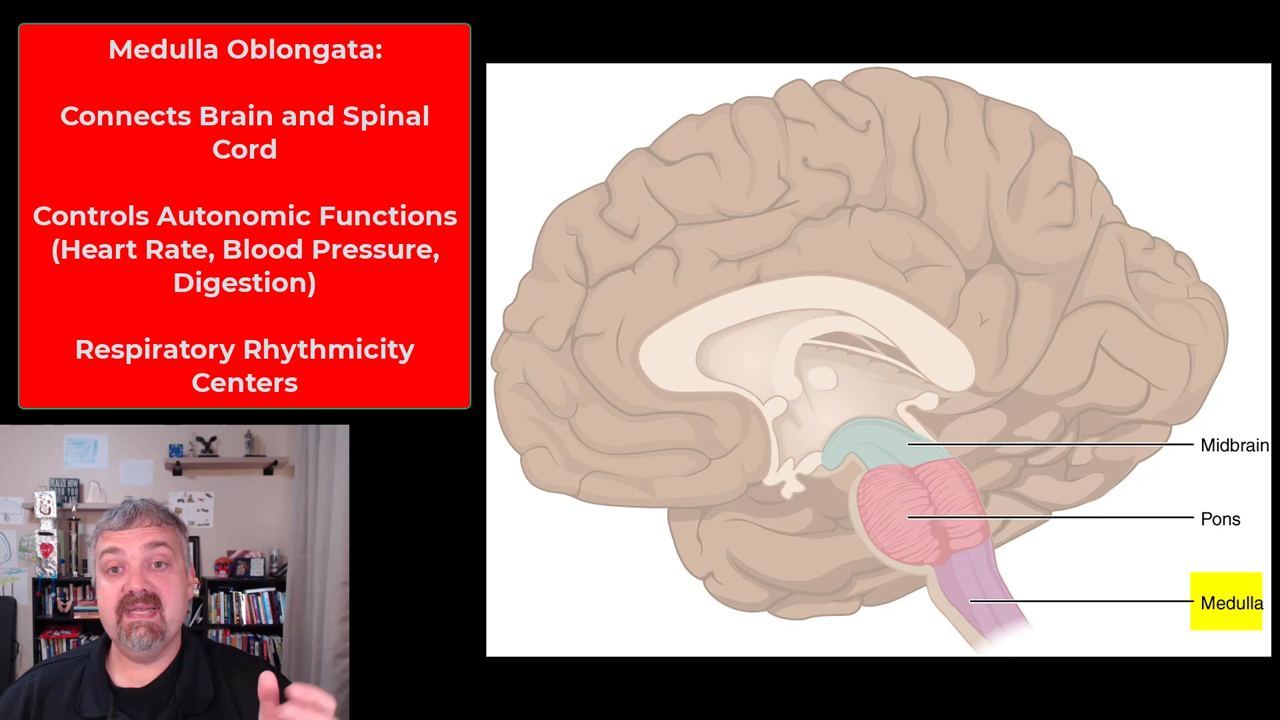 Medulla Oblongata:
Connects Brain and Spinal
Cord
Controls Autonomic Functions
(Heart Rate, Blood Pressure,
Digestion)
Respiratory Rhythmicity
Centers
Midbrain
Pons
Medulla